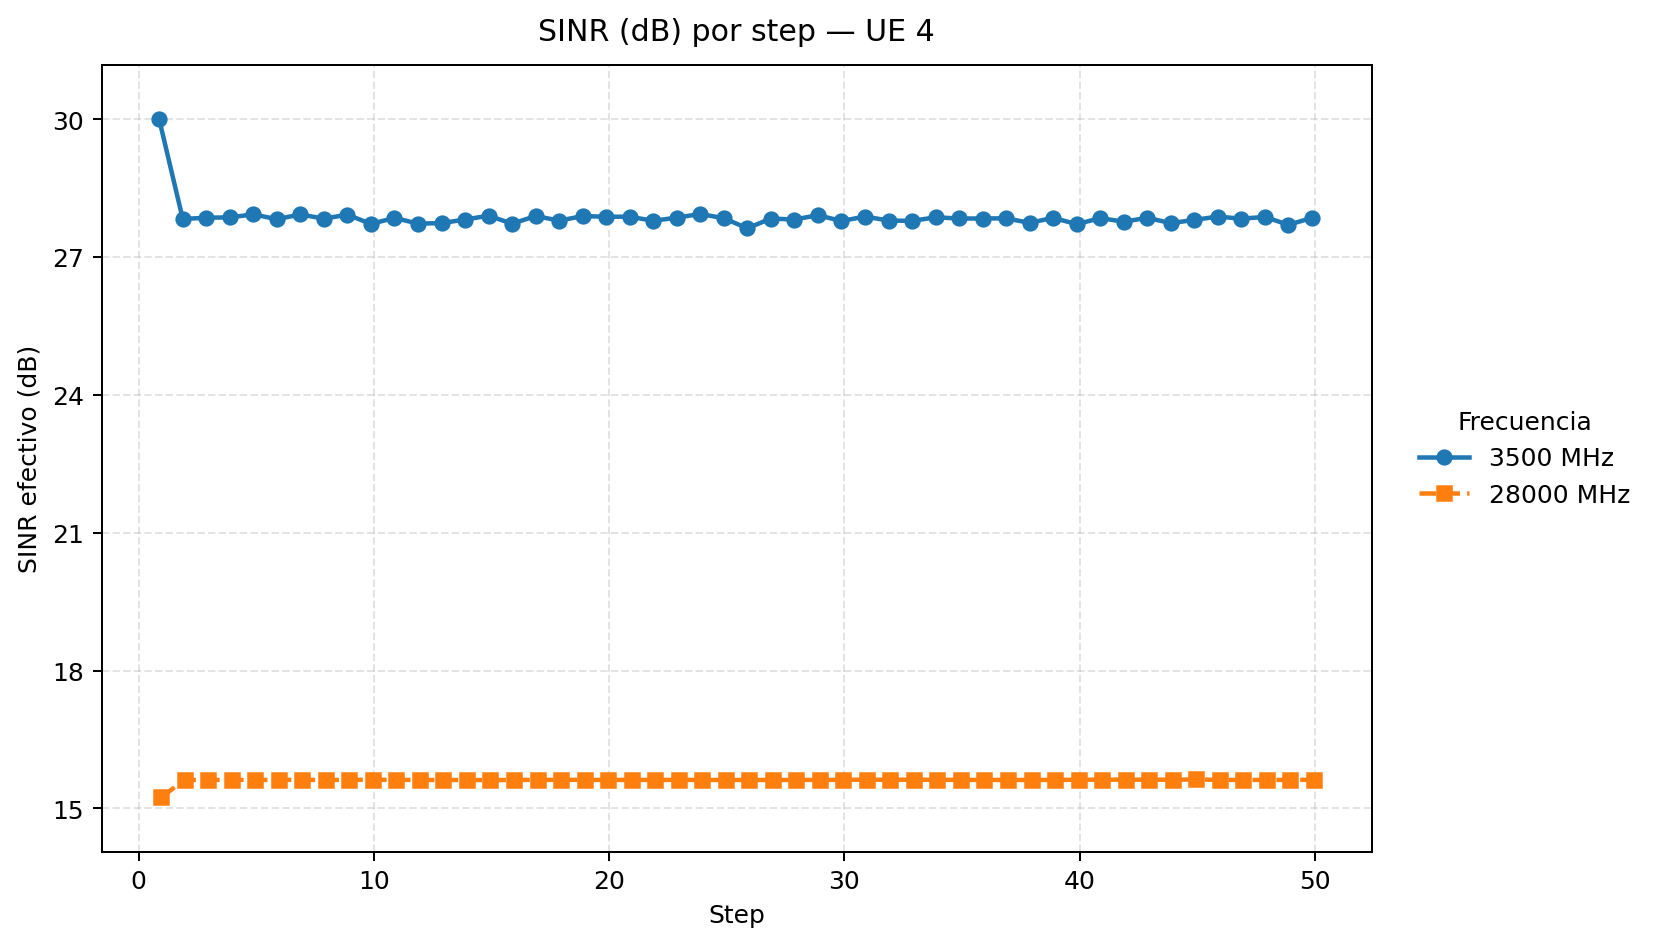 SINR (dB) por step — UE 4
SINR efectivo (dB)
30
27
24
21
18
15
0 10 20 30 40 50
Step
Frecuencia
3500 MHz
28000 MHz